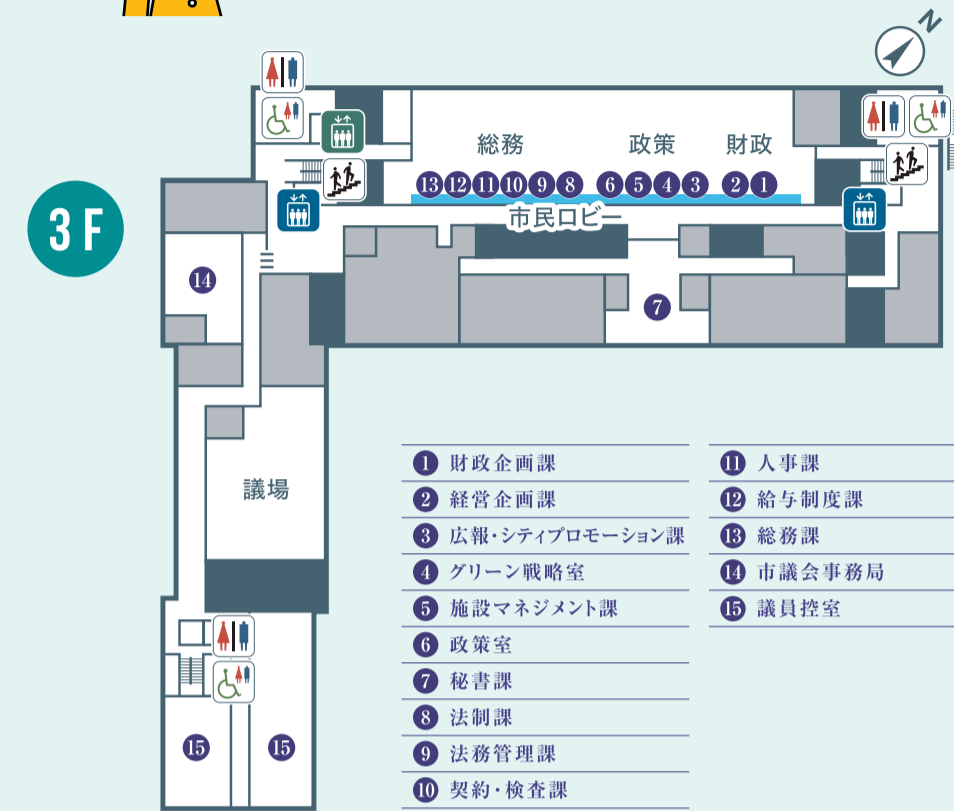 N
3F
総務 政策 財政
⑬ ⑫ ⑪ ⑩ ⑨ ⑧ ⑥ ⑤ ④ ③ ② ①
市民ロビー
⑭
⑦
議場
⑮ ⑮
① 財政企画課
② 経営企画課
③ 広報・シティプロモーション課
④ グリーン戦略室
⑤ 施設マネジメント課
⑥ 政策室
⑦ 秘書課
⑧ 法制課
⑨ 法務管理課
⑩ 契約・検査課
⑪ 人事課
⑫ 給与制度課
⑬ 総務課
⑭ 市議会事務局
⑮ 議員控室